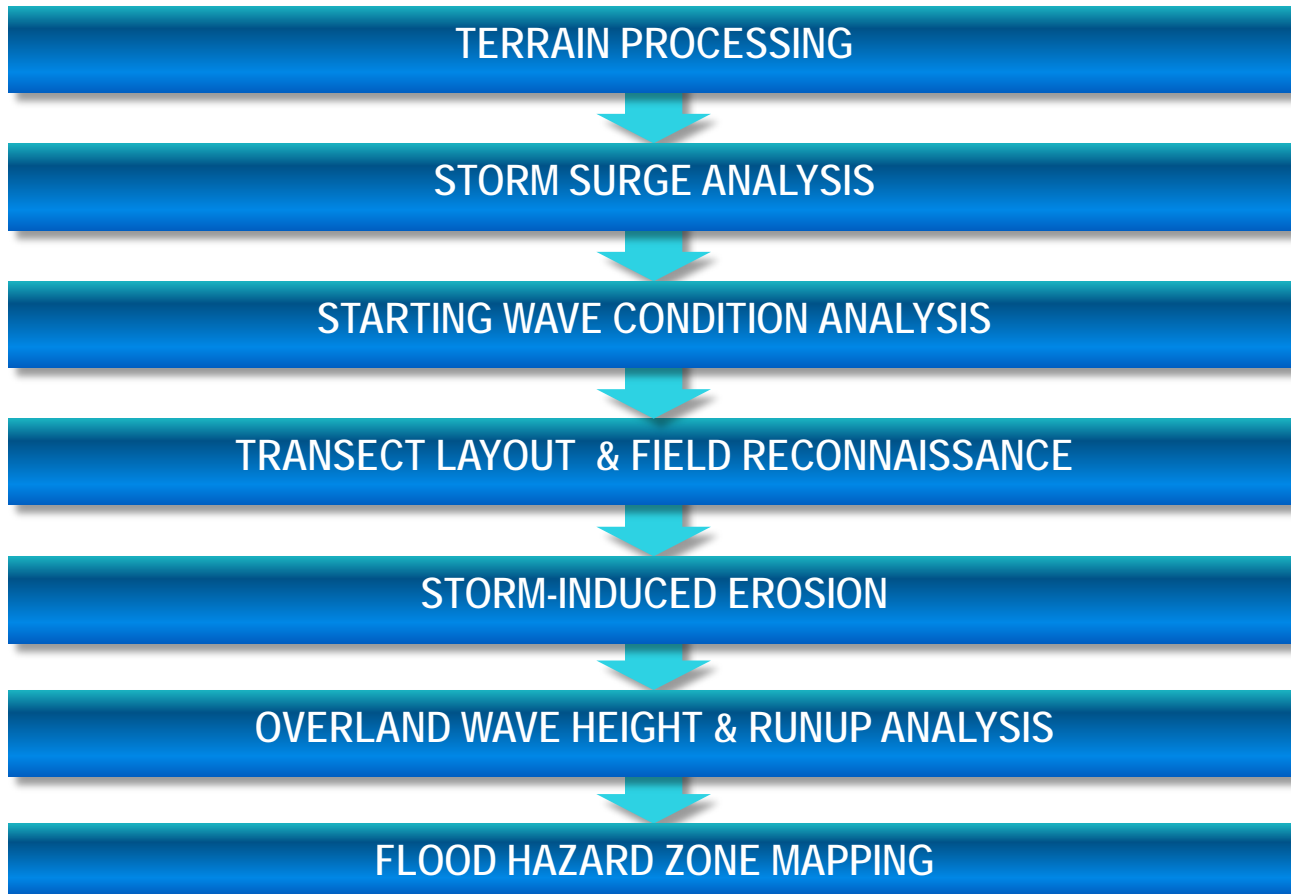 TERRAIN PROCESSING
STORM SURGE ANALYSIS
STARTING WAVE CONDITION ANALYSIS
TRANSECT LAYOUT & FIELD RECONNAISSANCE
STORM-INDUCED EROSION
OVERLAND WAVE HEIGHT & RUNUP ANALYSIS
FLOOD HAZARD ZONE MAPPING